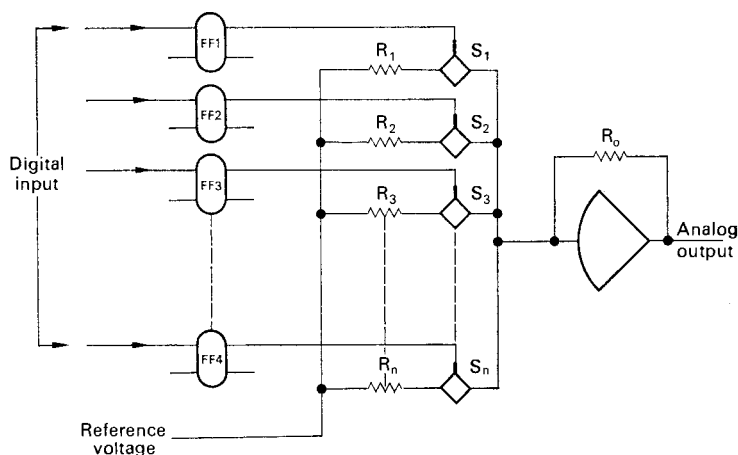 FF1
R1
S1
FF2
R2
S2
Digital
input
FF3
R3
S3
Ro
Analog
output
FF4
Rn
Sn
Reference
voltage